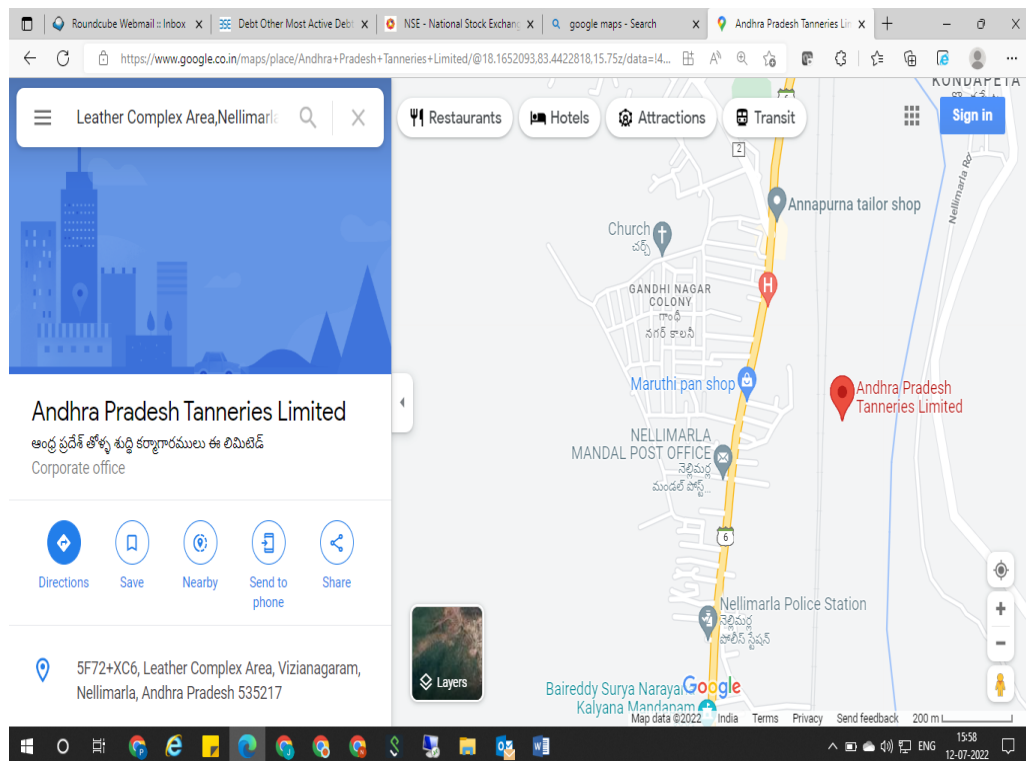 Roundcube Webmail :: Inbox
Debt Other Most Active Debt
NSE - National Stock Exchang
google maps - Search
Andhra Pradesh Tanneries Lim
https://www.google.co.in/maps/place/Andhra+Pradesh+Tanneries+Limited/@18.1652093,83.4422818,15.75z/data=!4...
Leather Complex Area,Nellimarla
Restaurants
Hotels
Attractions
Transit
Sign in
KONDAPETA
2
Nellimarla Rd
Annapurna tailor shop
Church
చర్చ్
GANDHI NAGAR
COLONY
గాంధీ
నగర్ కాలనీ
H
Maruthi pan shop
Andhra Pradesh
Tanneries Limited
NELLIMARLA
MANDAL POST OFFICE
నెల్లిమర్ల
మండల్ పోస్ట్...
6
Nellimarla Police Station
నెల్లిమర్ల
పోలీస్ స్టేషన్
Baireddy Surya Narayan
Kalyana Mandapam
Google
Layers
Map data ©2022
India
Terms
Privacy
Send feedback
200 m
Andhra Pradesh Tanneries Limited
ఆంధ్ర ప్రదేశ్ తోళ్ళ శుద్ధి కర్మాగారములు ఈ లిమిటెడ్
Corporate office
Directions
Save
Nearby
Send to
phone
Share
5F72+XC6, Leather Complex Area, Vizianagaram,
Nellimarla, Andhra Pradesh 535217
ENG
15:58
12-07-2022